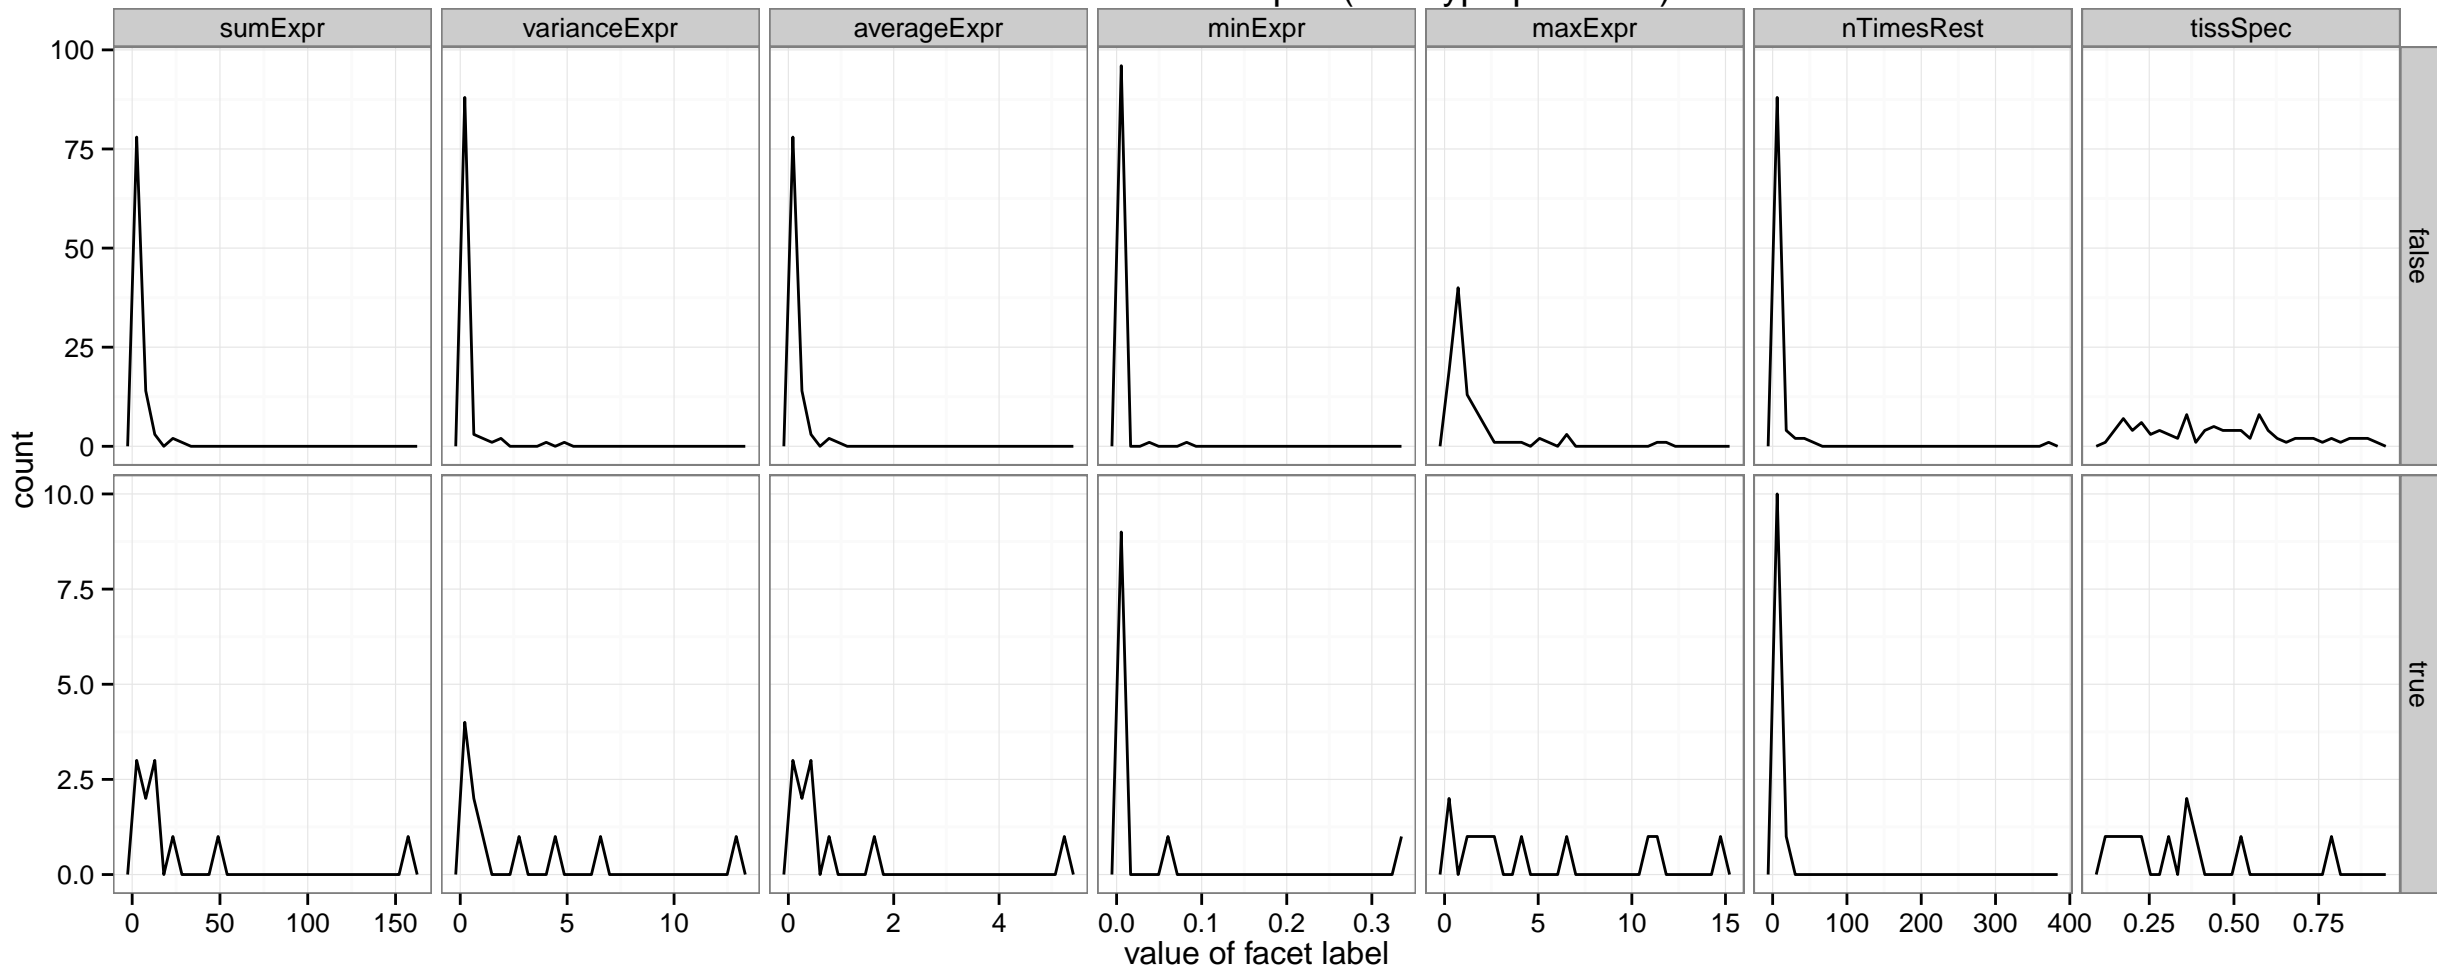 sumExpr varianceExpr averageExpr minExpr maxExpr nTimesRest tissSpec
100
75
50
25
0
false
count
10.0
7.5
5.0
2.5
0.0
true
0 50 100 150 0 5 10 0 2 4 0.0 0.1 0.2 0.3 0 5 10 15 0 100 200 300 400 0.25 0.50 0.75
value of facet label